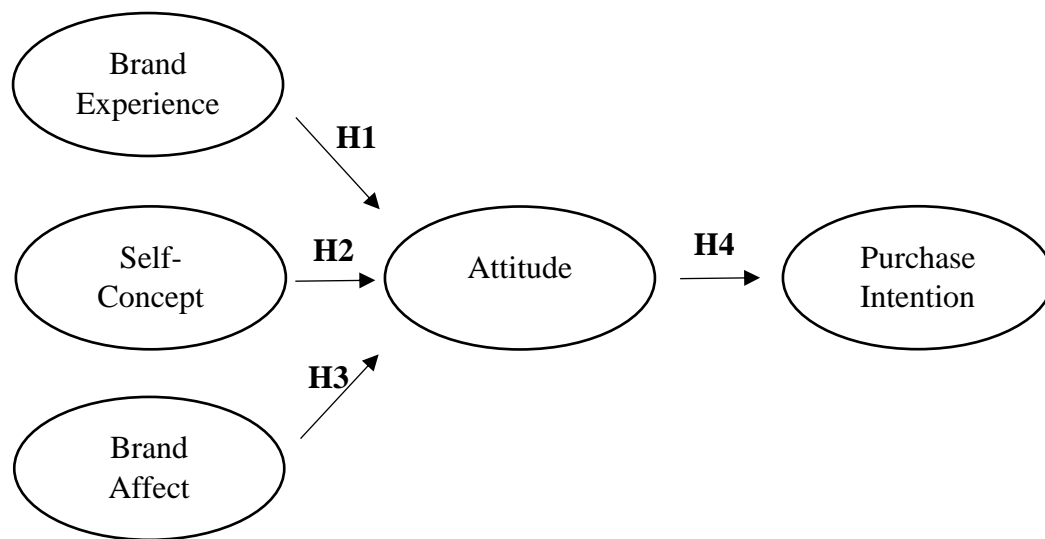 Brand
Experience
H1
Self-
Concept
H2
Attitude
H4
Purchase
Intention
H3
Brand
Affect